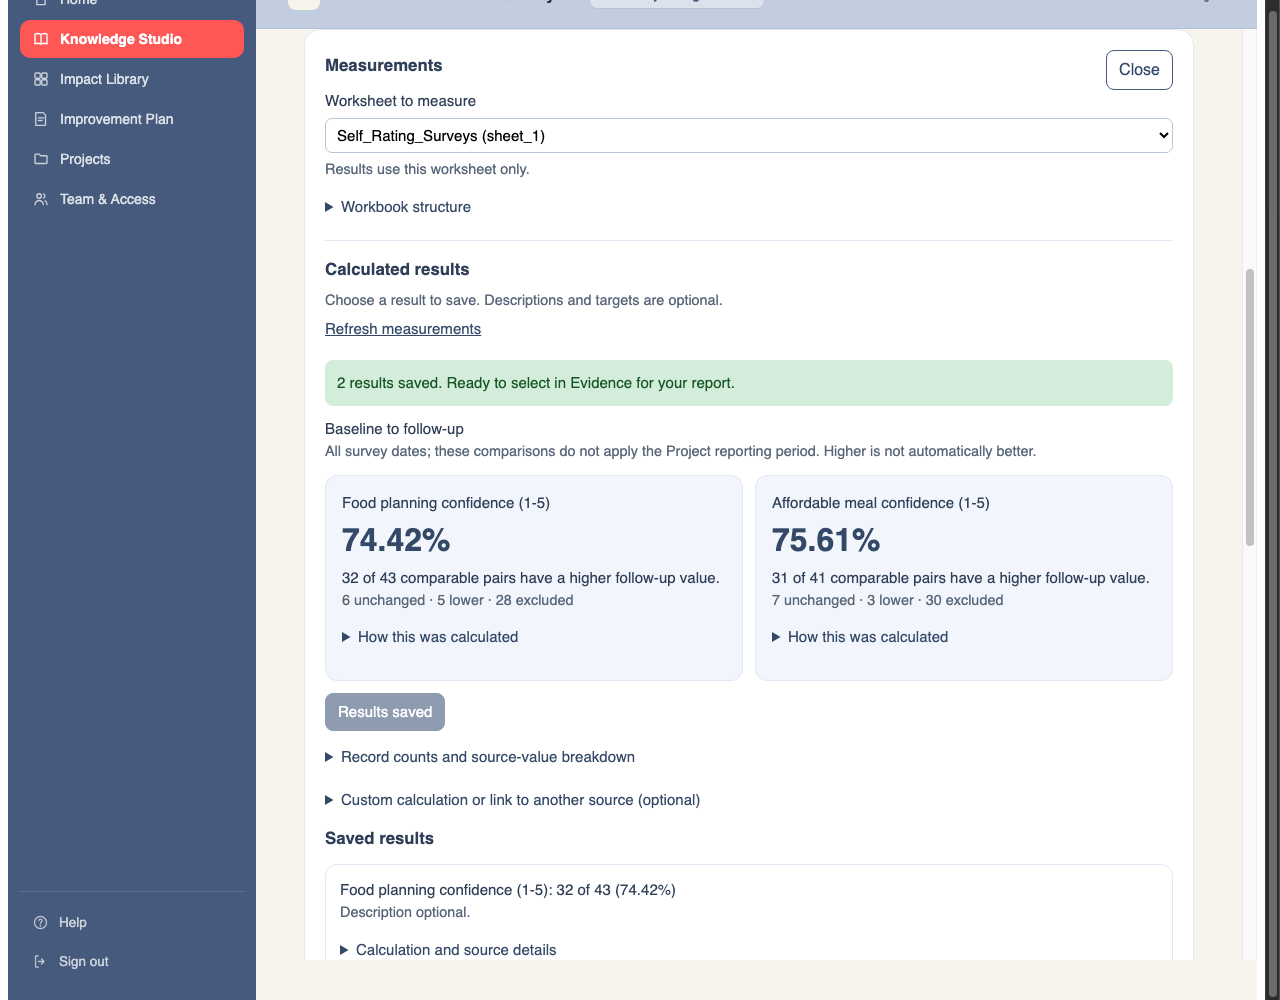 Home
Knowledge Studio
Impact Library
Improvement Plan
Projects
Team & Access
Help
Sign out
Measurements
Close
Worksheet to measure
Self_Rating_Surveys (sheet_1)
Results use this worksheet only.
Workbook structure
Calculated results
Choose a result to save. Descriptions and targets are optional.
Refresh measurements
2 results saved. Ready to select in Evidence for your report.
Baseline to follow-up
All survey dates; these comparisons do not apply the Project reporting period. Higher is not automatically better.
Food planning confidence (1-5)
74.42%
32 of 43 comparable pairs have a higher follow-up value.
6 unchanged · 5 lower · 28 excluded
How this was calculated
Affordable meal confidence (1-5)
75.61%
31 of 41 comparable pairs have a higher follow-up value.
7 unchanged · 3 lower · 30 excluded
How this was calculated
Results saved
Record counts and source-value breakdown
Custom calculation or link to another source (optional)
Saved results
Food planning confidence (1-5): 32 of 43 (74.42%)
Description optional.
Calculation and source details